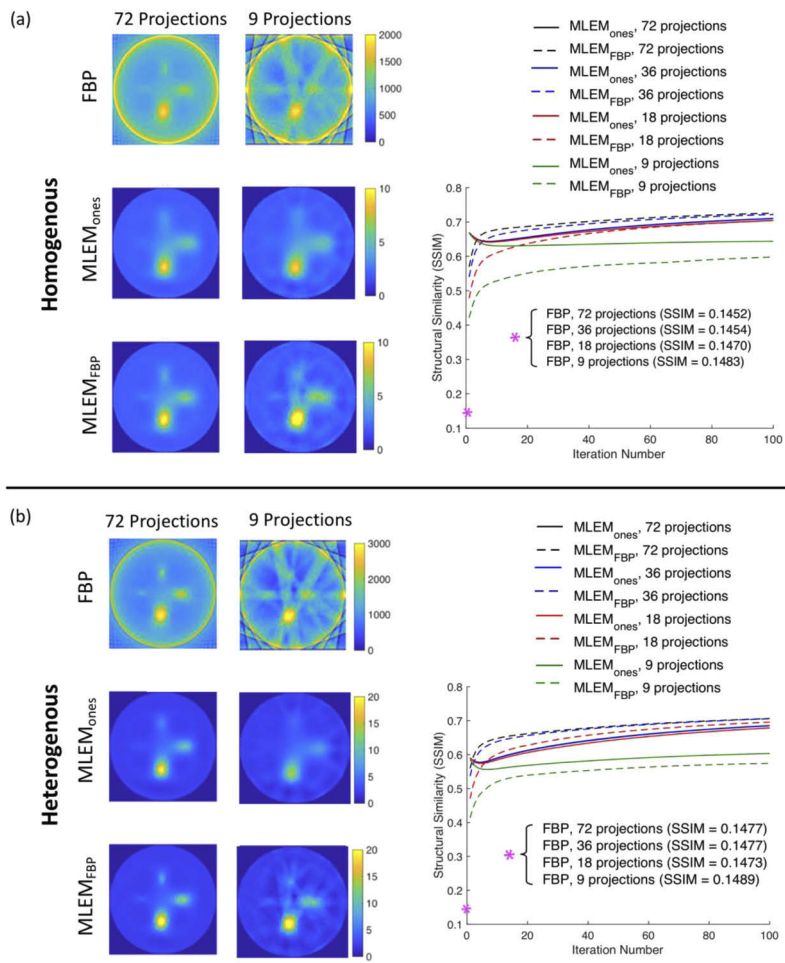 (a)
72 Projections
9 Projections
FBP
2000
1500
1000
500
0
Homogenous
MLEMones
10
5
0
MLEMFBP
10
5
0
MLEMones, 72 projections
MLEMFBP, 72 projections
MLEMones, 36 projections
MLEMFBP, 36 projections
MLEMones, 18 projections
MLEMFBP, 18 projections
MLEMones, 9 projections
MLEMFBP, 9 projections
Structural Similarity (SSIM)
0.8
0.7
0.6
0.5
0.4
0.3
0.2
0.1
FBP, 72 projections (SSIM = 0.1452)
FBP, 36 projections (SSIM = 0.1454)
FBP, 18 projections (SSIM = 0.1470)
FBP, 9 projections (SSIM = 0.1483)
0 20 40 60 80 100
Iteration Number
(b)
72 Projections
9 Projections
FBP
3000
2000
1000
0
Heterogenous
MLEMones
20
15
10
5
0
MLEMFBP
20
15
10
5
0
MLEMones, 72 projections
MLEMFBP, 72 projections
MLEMones, 36 projections
MLEMFBP, 36 projections
MLEMones, 18 projections
MLEMFBP, 18 projections
MLEMones, 9 projections
MLEMFBP, 9 projections
Structural Similarity (SSIM)
0.8
0.7
0.6
0.5
0.4
0.3
0.2
0.1
FBP, 72 projections (SSIM = 0.1477)
FBP, 36 projections (SSIM = 0.1477)
FBP, 18 projections (SSIM = 0.1473)
FBP, 9 projections (SSIM = 0.1489)
0 20 40 60 80 100
Iteration Number